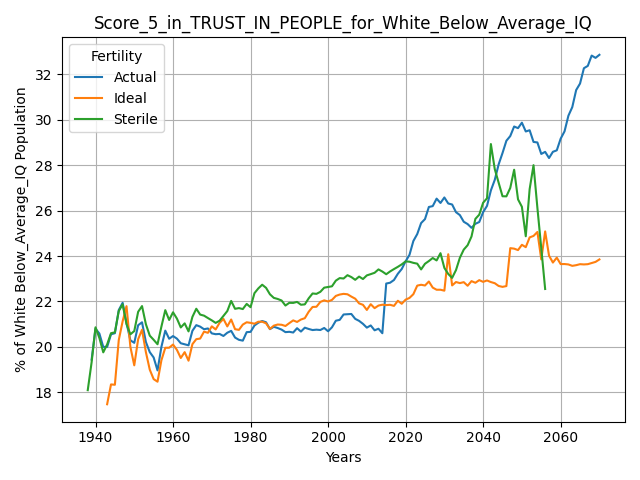 Score_5_in_TRUST_IN_PEOPLE_for_White_Below_Average_IQ
Fertility
Actual
Ideal
Sterile
% of White Below_Average_IQ Population
32
30
28
26
24
22
20
18
1940
1960
1980
2000
2020
2040
2060
Years